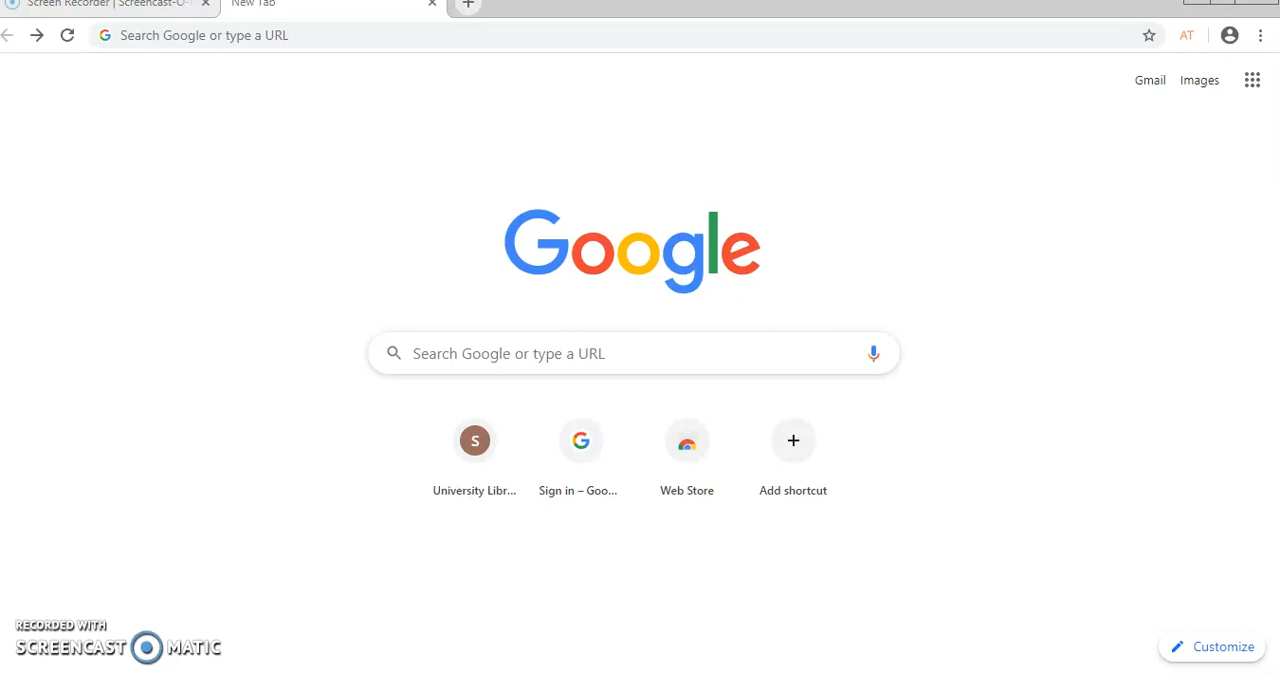 Screen Recorder | Screencast-O-
New Tab
Search Google or type a URL
AT
Gmail
Images
Google
Search Google or type a URL
S
University Libr...
Sign in – Goo...
Web Store
Add shortcut
RECORDED WITH
SCREENCAST MATIC
Customize